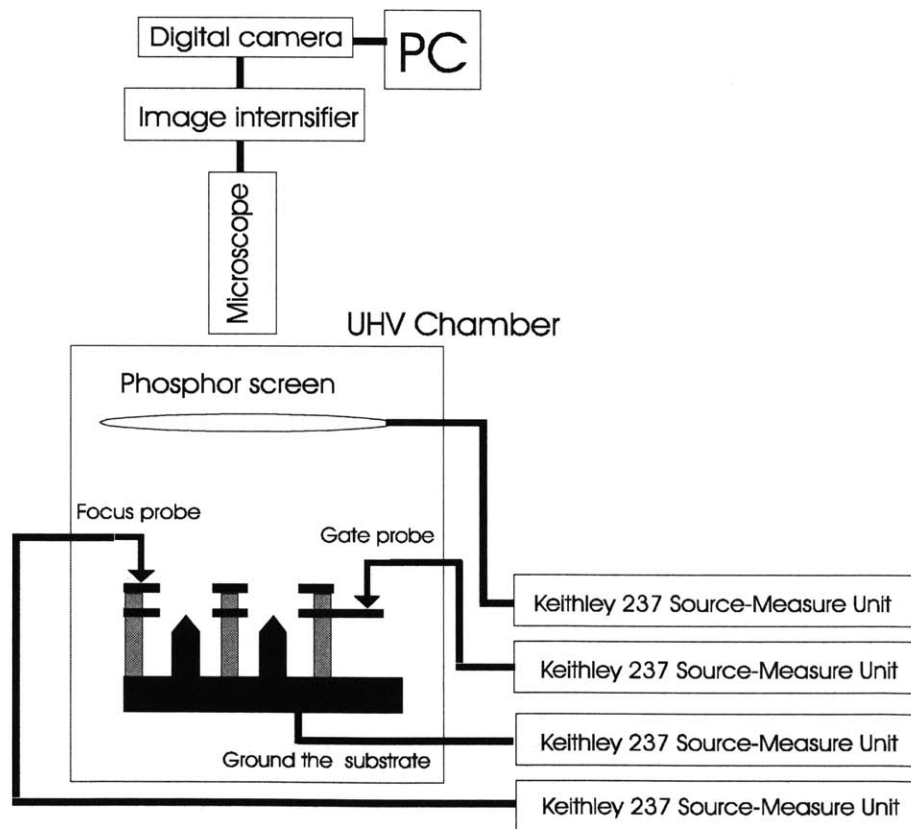 Digital camera
PC
Image internsifier
Microscope
UHV Chamber
Phosphor screen
Focus probe
Gate probe
Keithley 237 Source-Measure Unit
Keithley 237 Source-Measure Unit
Keithley 237 Source-Measure Unit
Ground the substrate
Keithley 237 Source-Measure Unit